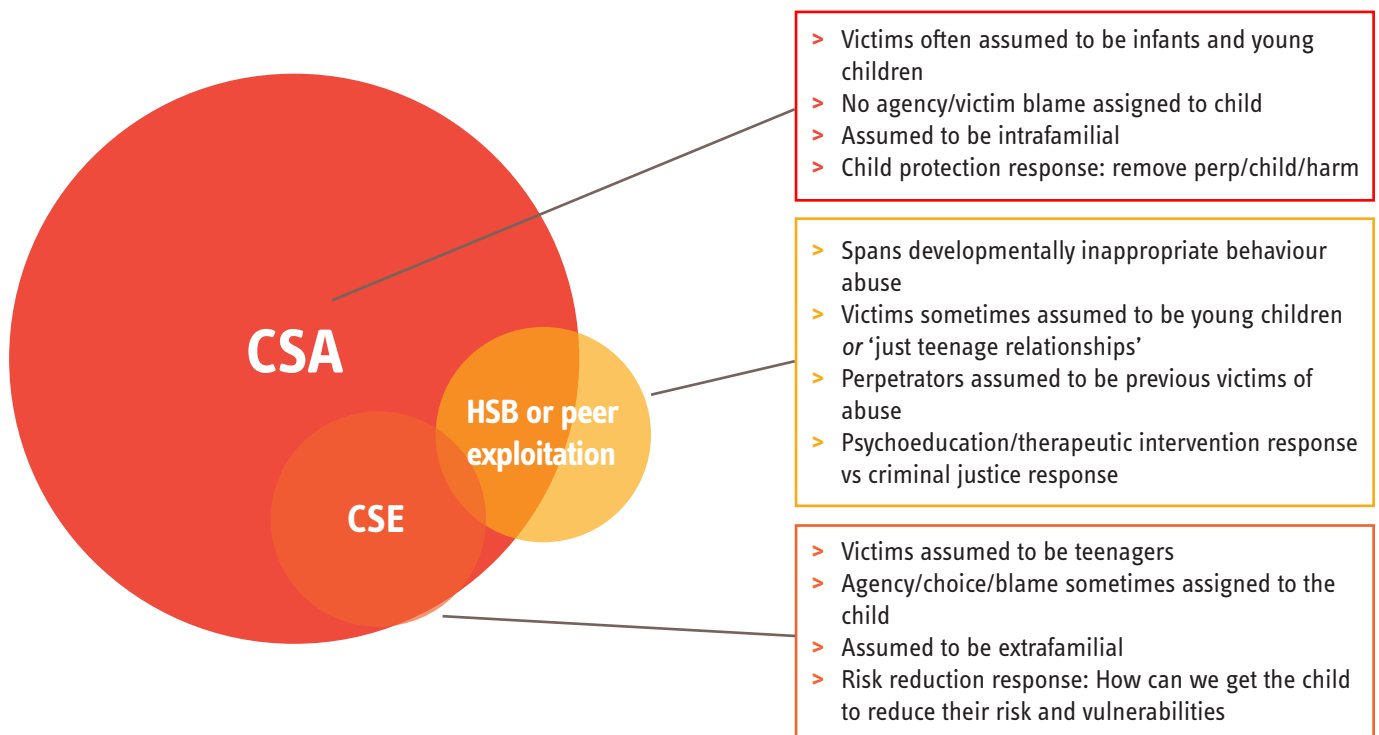 > Victims often assumed to be infants and young
children
> No agency/victim blame assigned to child
> Assumed to be intrafamilial
> Child protection response: remove perp/child/harm
> Spans developmentally inappropriate behaviour
abuse
> Victims sometimes assumed to be young children
or ‘just teenage relationships’
> Perpetrators assumed to be previous victims of
abuse
> Psychoeducation/therapeutic intervention response
vs criminal justice response
> Victims assumed to be teenagers
> Agency/choice/blame sometimes assigned to the
child
> Assumed to be extrafamilial
> Risk reduction response: How can we get the child
to reduce their risk and vulnerabilities
CSA
HSB or peer
exploitation
CSE